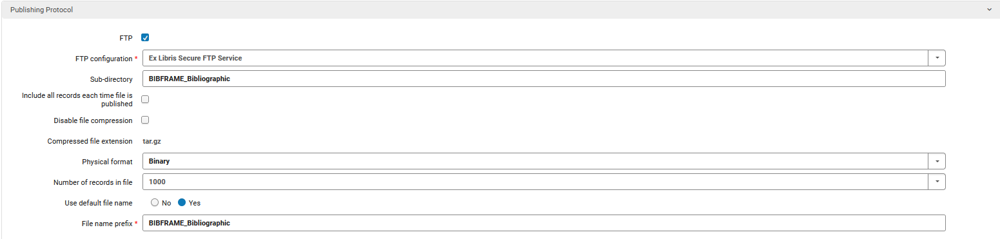 Publishing Protocol
FTP
FTP configuration *
Ex Libris Secure FTP Service
Sub-directory
BIBFRAME_Bibliographic
Include all records each time file is
published
Disable file compression
Compressed file extension
tar.gz
Physical format
Binary
Number of records in file
1000
Use default file name
No Yes
File name prefix *
BIBFRAME_Bibliographic